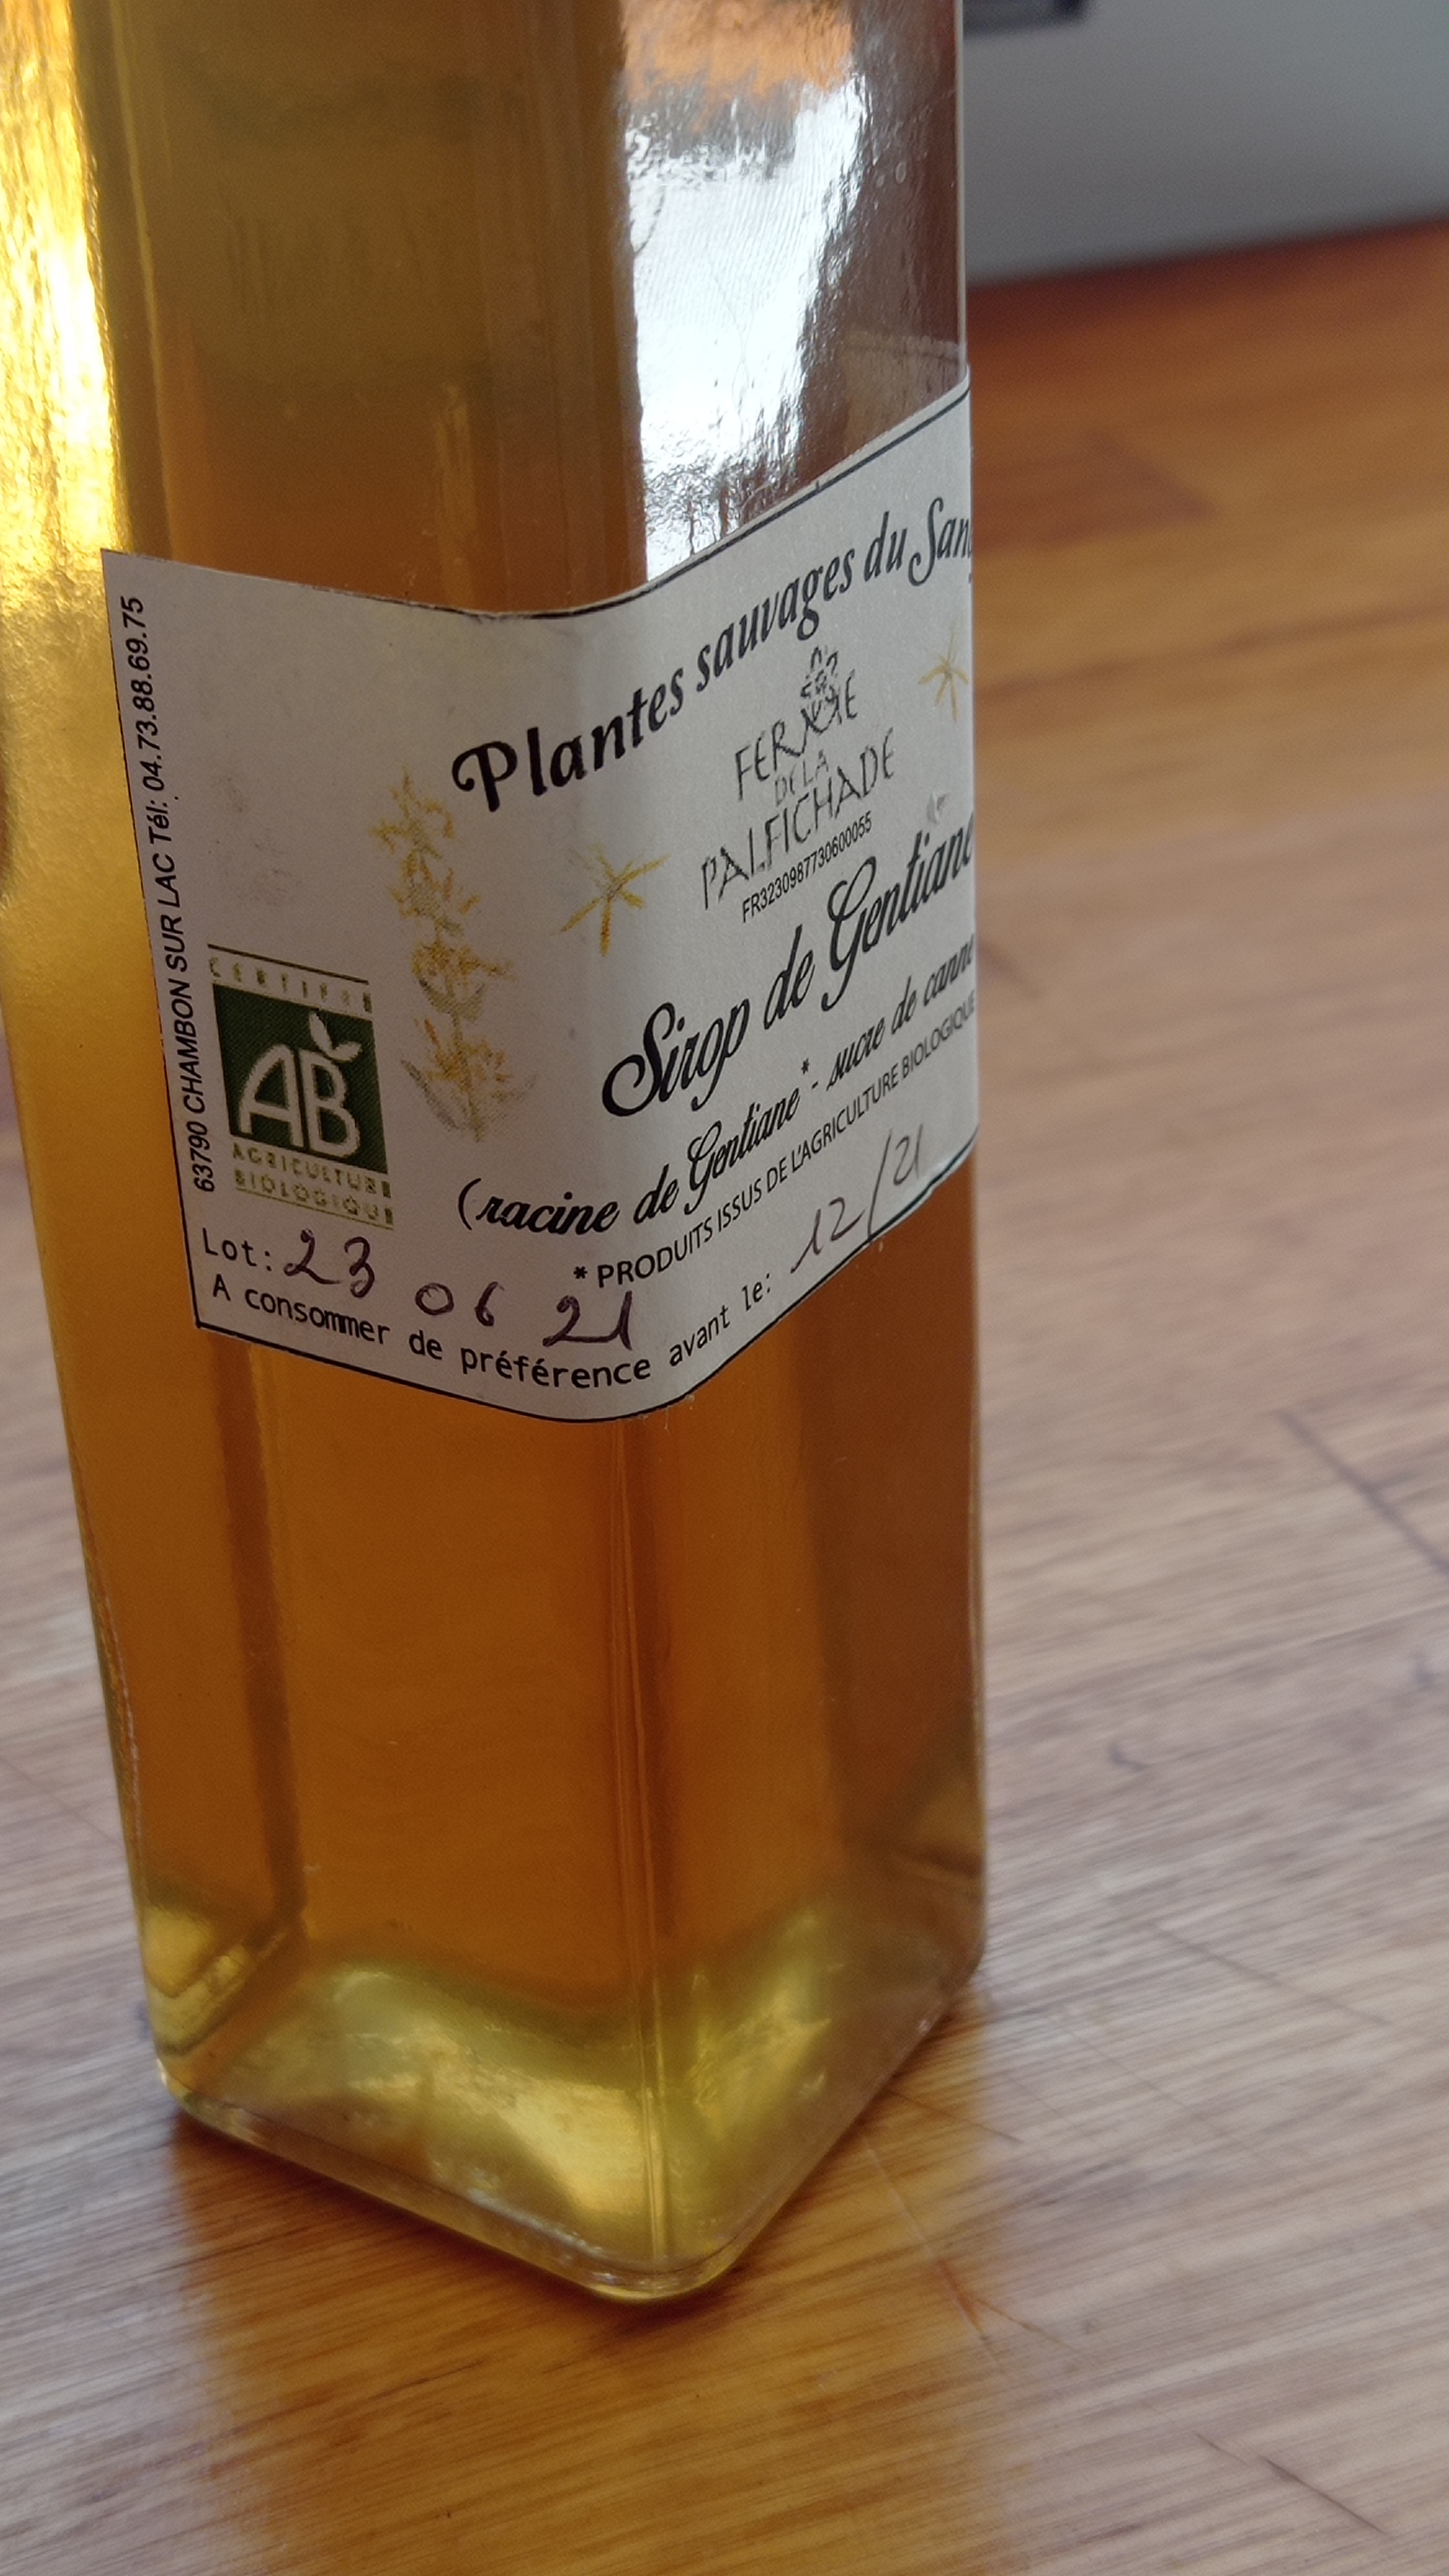 63790 CHAMBON SUR LAC Tél: 04.73.88.69.75
Plantes sauvages du San
FERME
DE LA
PALFICHADE
FR3230987730600055
Sirop de Gentiane
(racine de Gentiane* - sucre de canne
* PRODUITS ISSUS DE L'AGRICULTURE BIOLOGIQUE
CERTIFIÉ
AB
AGRICULTURE
BIOLOGIQUE
Lot: 23 06 21
A consommer de préférence avant le: 12/21